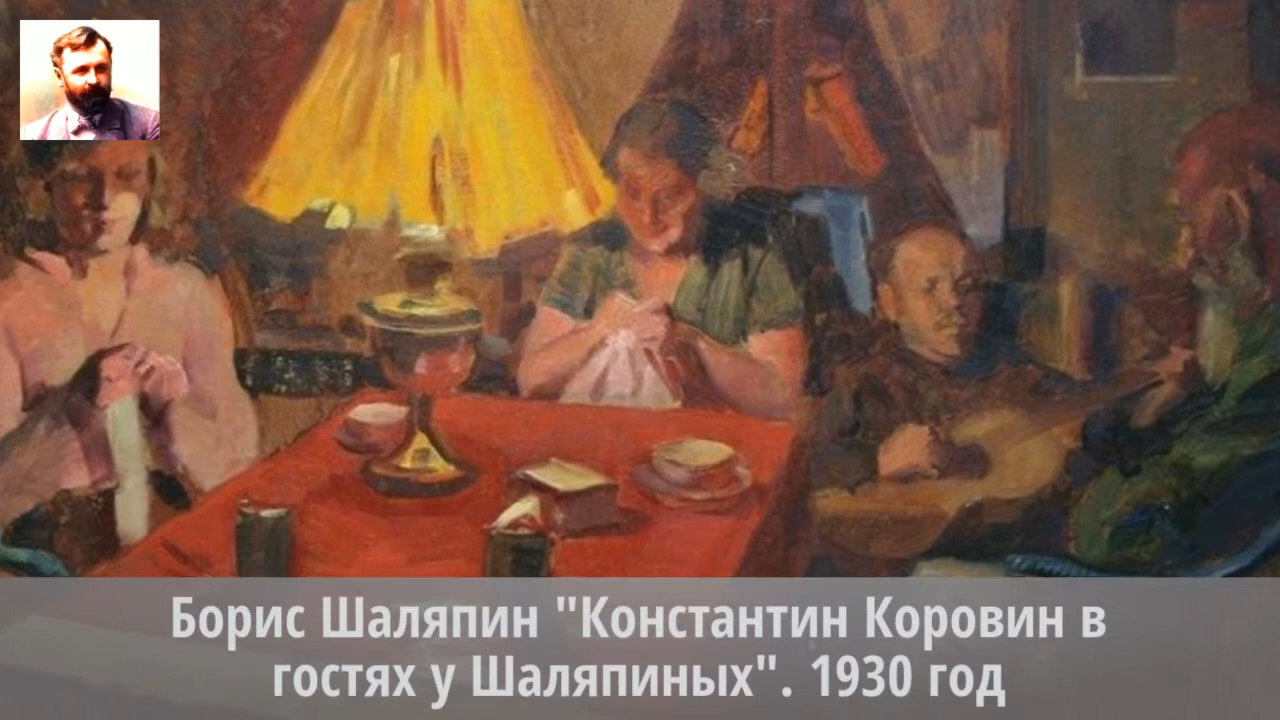 Борис Шаляпин "Константин Коровин в
гостях у Шаляпиных". 1930 год